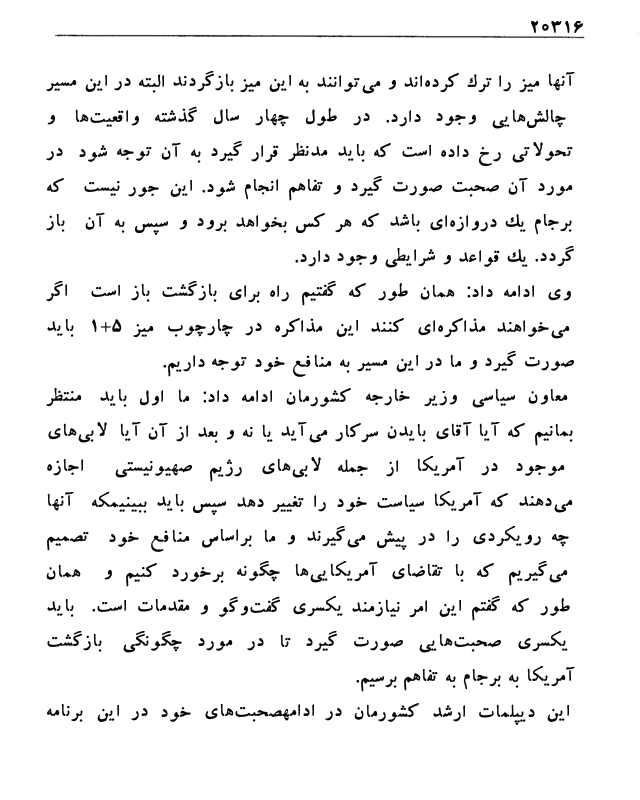 ۲۰۳۱۶
آنها میز را ترك کرده‌اند و می‌توانند به این میز بازگردند البته در این مسیر
چالش‌هایی وجود دارد. در طول چهار سال گذشته واقعیت‌ها و
تحولاتی رخ داده است که باید مدنظر قرار گیرد به آن توجه شود در
مورد آن صحبت صورت گیرد و تفاهم انجام شود. این جور نیست که
برجام یك دروازه‌ای باشد که هر کس بخواهد برود و سپس به آن باز
گردد. یك قواعد و شرایطی وجود دارد.
وی ادامه داد: همان طور که گفتیم راه برای بازگشت باز است اگر
می‌خواهند مذاکره‌ای کنند این مذاکره در چارچوب میز ۵+۱ باید
صورت گیرد و ما در این مسیر به منافع خود توجه داریم.
معاون سیاسی وزیر خارجه کشورمان ادامه داد: ما اول باید منتظر
بمانیم که آیا آقای بایدن سرکار می‌آید یا نه و بعد از آن آیا لابی‌های
موجود در آمریکا از جمله لابی‌های رژیم صهیونیستی اجازه
می‌دهند که آمریکا سیاست خود را تغییر دهد سپس باید ببینیمکه آنها
چه رویکردی را در پیش می‌گیرند و ما براساس منافع خود تصمیم
می‌گیریم که با تقاضای آمریکایی‌ها چگونه برخورد کنیم و همان
طور که گفتم این امر نیازمند یکسری گفت‌وگو و مقدمات است. باید
یکسری صحبت‌هایی صورت گیرد تا در مورد چگونگی بازگشت
آمریکا به برجام به تفاهم برسیم.
این دیپلمات ارشد کشورمان در ادامهصحبت‌های خود در این برنامه